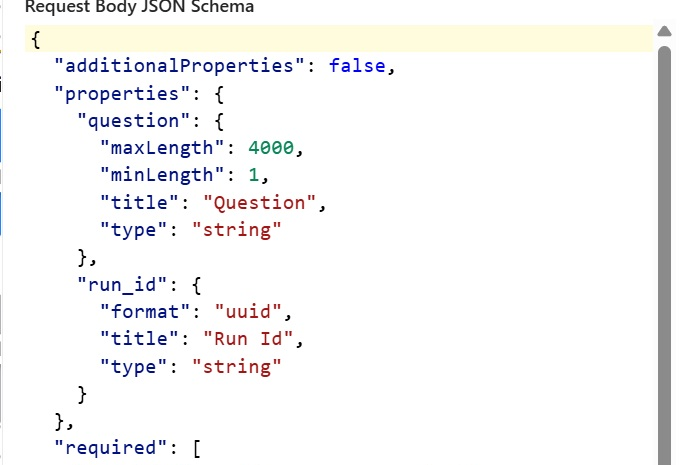 Request Body JSON Schema
{
  "additionalProperties": false,
  "properties": {
    "question": {
      "maxLength": 4000,
      "minLength": 1,
      "title": "Question",
      "type": "string"
    },
    "run_id": {
      "format": "uuid",
      "title": "Run Id",
      "type": "string"
    }
  },
  "required": [